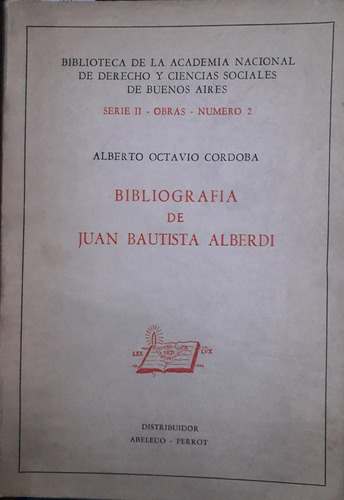 BIBLIOTECA DE LA ACADEMIA NACIONAL
DE DERECHO Y CIENCIAS SOCIALES
DE BUENOS AIRES
SERIE II - OBRAS - NUMERO 2
ALBERTO OCTAVIO CORDOBA
BIBLIOGRAFIA
DE
JUAN BAUTISTA ALBERDI
LEX LVX
DISTRIBUIDOR
ABELEDO - PERROT